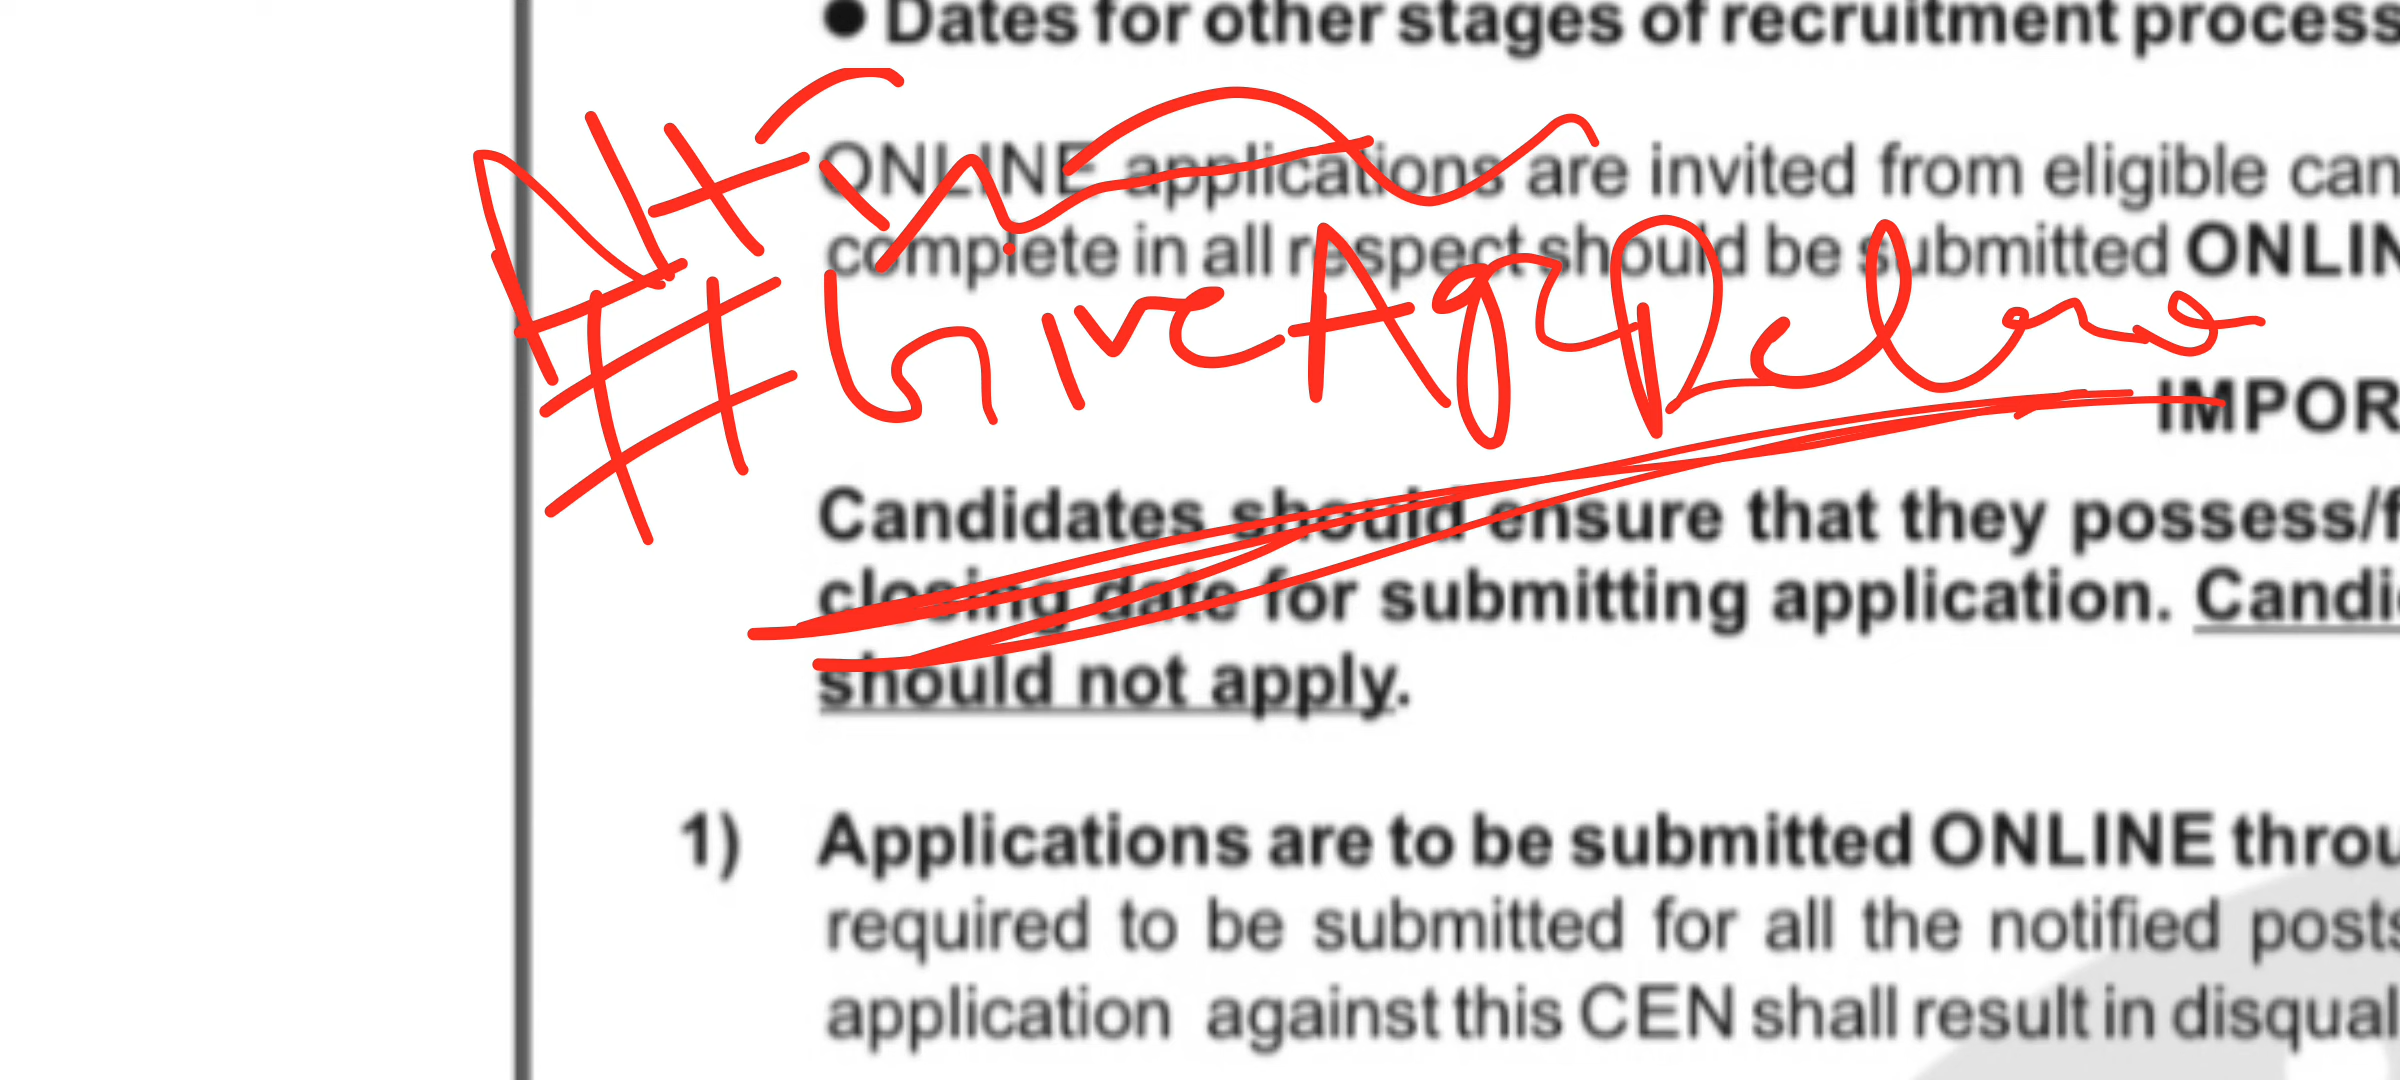 ● Dates for other stages of recruitment process
ONLINE applications are invited from eligible can
complete in all respect should be submitted ONLIN
#GiveAge
IMPOR
Candidates should ensure that they possess/f
closing date for submitting application. Candi
should not apply.
1) Applications are to be submitted ONLINE throu
required to be submitted for all the notified posts
application against this CEN shall result in disqual